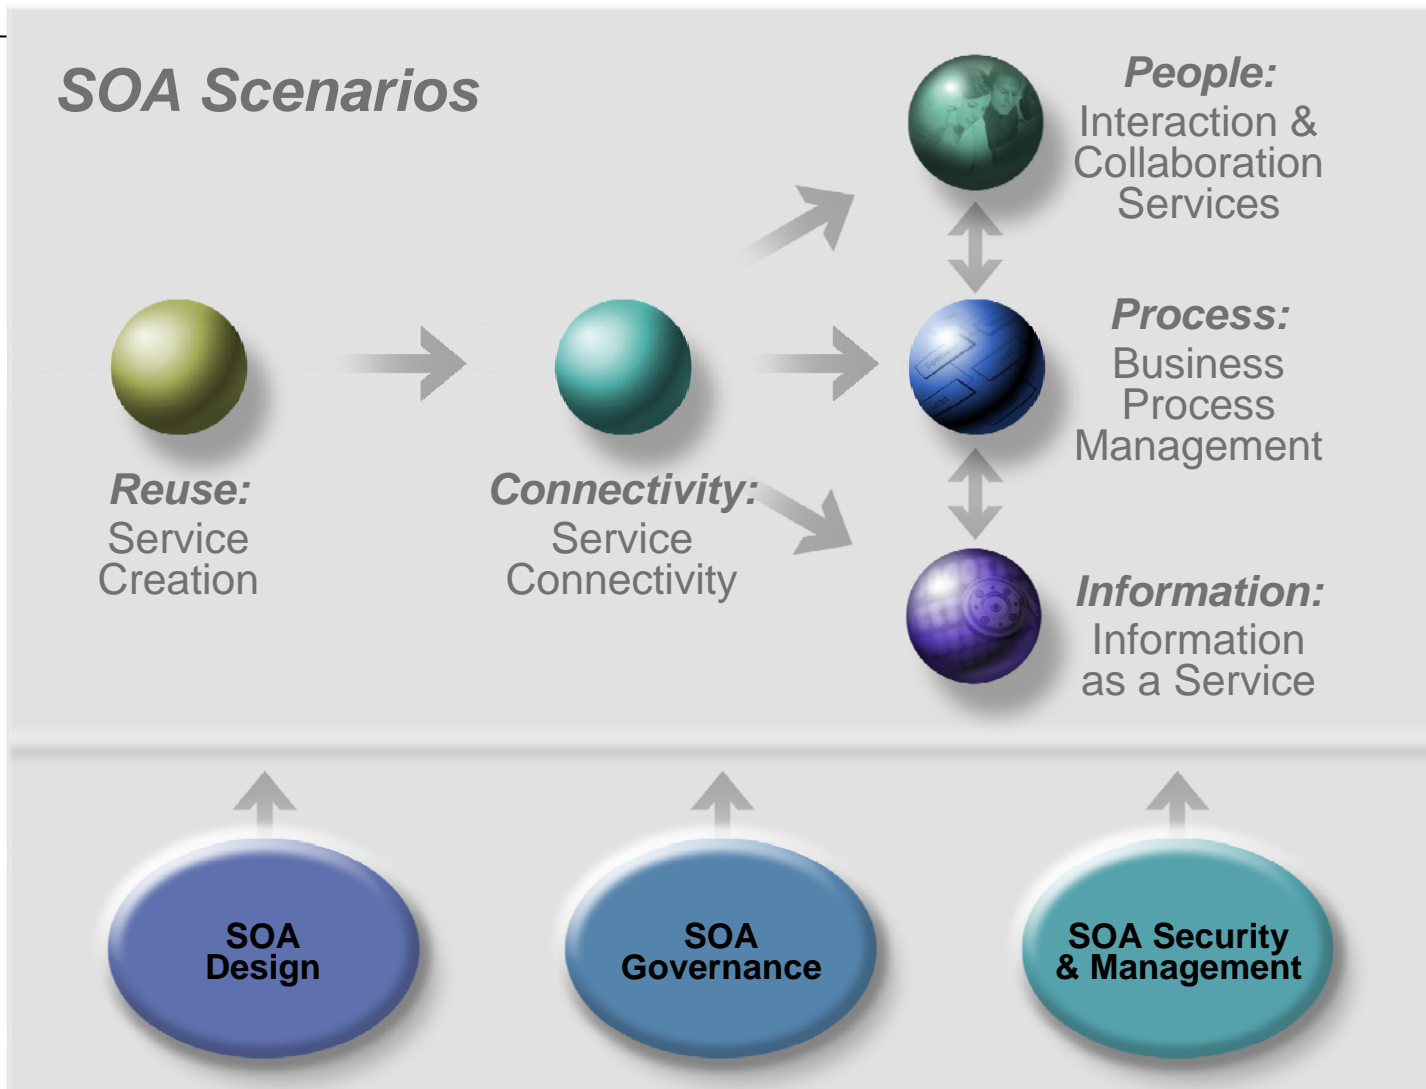 SOA Scenarios
People:
Interaction &
Collaboration
Services
Process:
Business
Process
Management
Reuse:
Service
Creation
Connectivity:
Service
Connectivity
Information:
Information
as a Service
SOA
Design
SOA
Governance
SOA Security
& Management